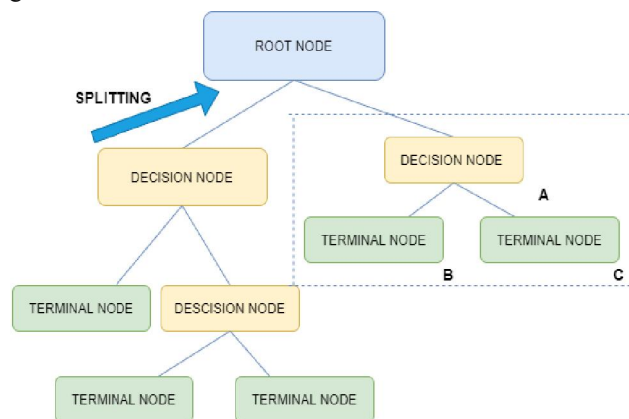 g
ROOT NODE
SPLITTING
DECISION NODE
DECISION NODE
A
TERMINAL NODE
TERMINAL NODE
B
C
TERMINAL NODE
DESCISION NODE
TERMINAL NODE
TERMINAL NODE